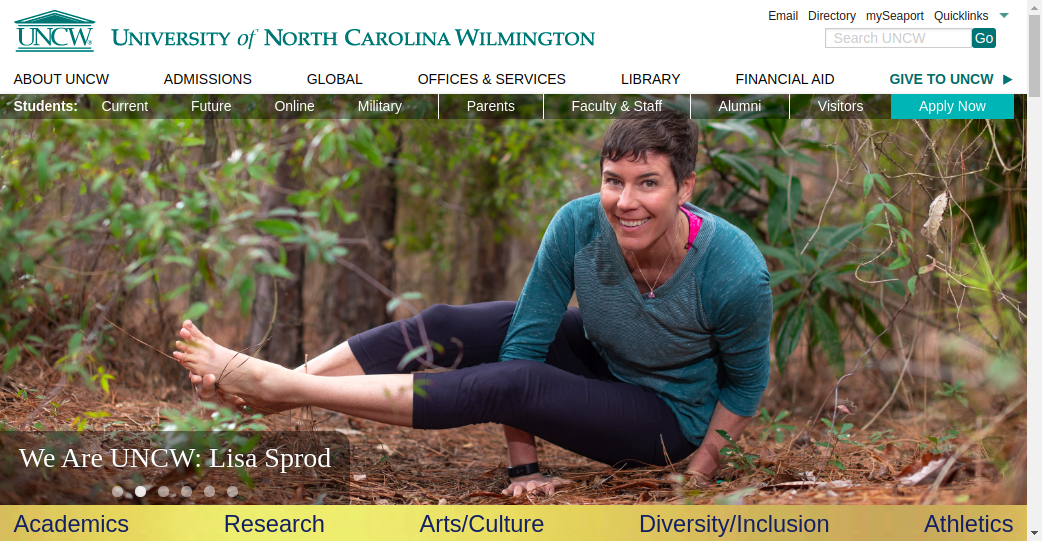 Email Directory mySeaport Quicklinks
UNCW
UNIVERSITY of NORTH CAROLINA WILMINGTON
Search UNCW Go
ABOUT UNCW ADMISSIONS GLOBAL OFFICES & SERVICES LIBRARY FINANCIAL AID GIVE TO UNCW
Students: Current Future Online Military Parents Faculty & Staff Alumni Visitors Apply Now
We Are UNCW: Lisa Sprod
Academics Research Arts/Culture Diversity/Inclusion Athletics